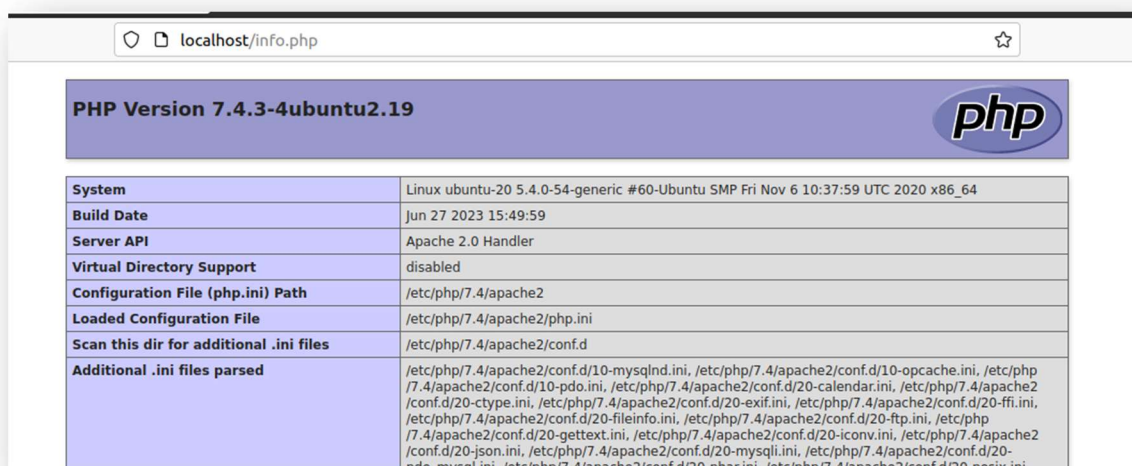 localhost/info.php
PHP Version 7.4.3-4ubuntu2.19
php
System Linux ubuntu-20 5.4.0-54-generic #60-Ubuntu SMP Fri Nov 6 10:37:59 UTC 2020 x86_64
Build Date Jun 27 2023 15:49:59
Server API Apache 2.0 Handler
Virtual Directory Support disabled
Configuration File (php.ini) Path /etc/php/7.4/apache2
Loaded Configuration File /etc/php/7.4/apache2/php.ini
Scan this dir for additional .ini files /etc/php/7.4/apache2/conf.d
Additional .ini files parsed /etc/php/7.4/apache2/conf.d/10-mysqlnd.ini, /etc/php/7.4/apache2/conf.d/10-opcache.ini, /etc/php
/7.4/apache2/conf.d/10-pdo.ini, /etc/php/7.4/apache2/conf.d/20-calendar.ini, /etc/php/7.4/apache2
/conf.d/20-ctype.ini, /etc/php/7.4/apache2/conf.d/20-exif.ini, /etc/php/7.4/apache2/conf.d/20-ffi.ini,
/etc/php/7.4/apache2/conf.d/20-fileinfo.ini, /etc/php/7.4/apache2/conf.d/20-ftp.ini, /etc/php
/7.4/apache2/conf.d/20-gettext.ini, /etc/php/7.4/apache2/conf.d/20-iconv.ini, /etc/php/7.4/apache2
/conf.d/20-json.ini, /etc/php/7.4/apache2/conf.d/20-mysqli.ini, /etc/php/7.4/apache2/conf.d/20-